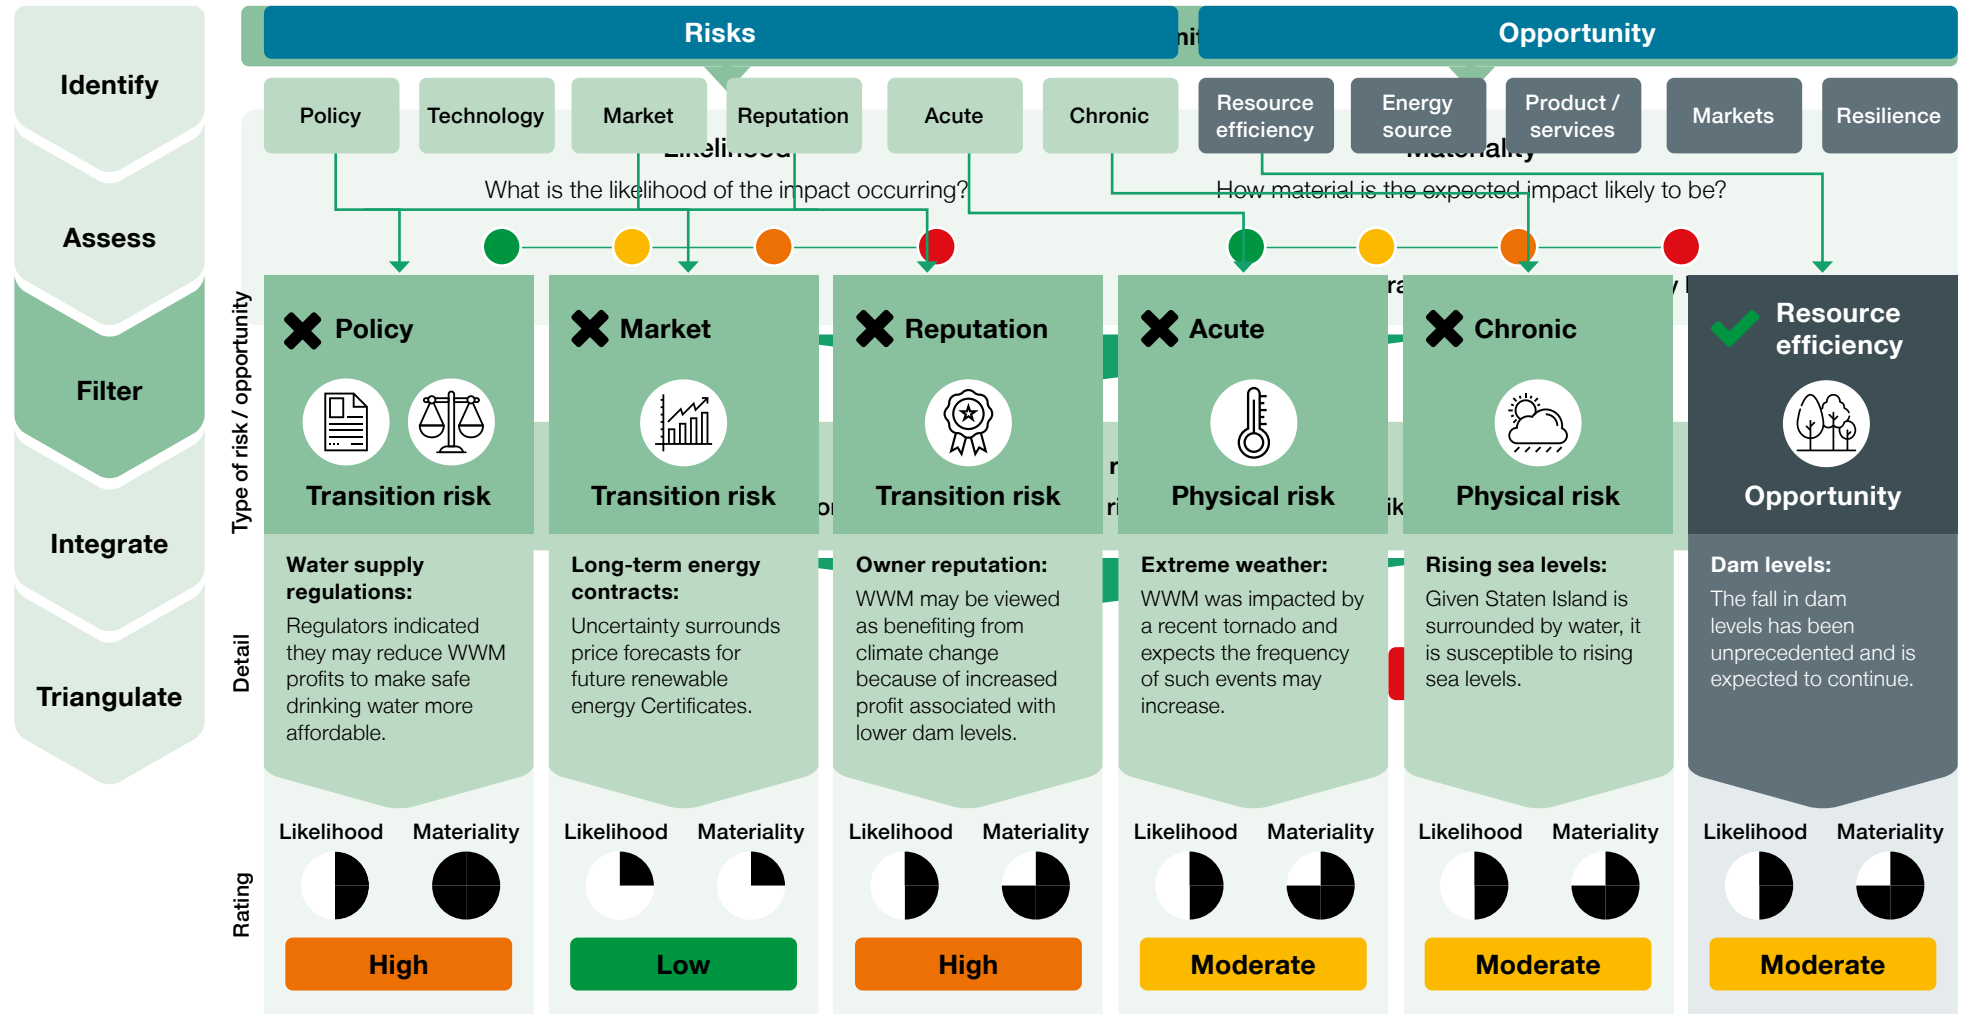 Identify
Assess
Filter
Integrate
Triangulate
Risks
Opportunity
Policy
Technology
Market
Reputation
Acute
Chronic
Resource
efficiency
Energy
source
Product /
services
Markets
Resilience
Likelihood
Materiality
What is the likelihood of the impact occurring?
How material is the expected impact likely to be?
Type of risk / opportunity
Policy
Transition risk
Market
Transition risk
Reputation
Transition risk
Acute
Physical risk
Chronic
Physical risk
Resource
efficiency
Opportunity
Detail
Water supply
regulations:
Regulators indicated
they may reduce WWM
profits to make safe
drinking water more
affordable.
Long-term energy
contracts:
Uncertainty surrounds
price forecasts for
future renewable
energy Certificates.
Owner reputation:
WWM may be viewed
as benefiting from
climate change
because of increased
profit associated with
lower dam levels.
Extreme weather:
WWM was impacted by
a recent tornado and
expects the frequency
of such events may
increase.
Rising sea levels:
Given Staten Island is
surrounded by water, it
is susceptible to rising
sea levels.
Dam levels:
The fall in dam
levels has been
unprecedented and is
expected to continue.
Rating
Likelihood Materiality
High
Likelihood Materiality
Low
Likelihood Materiality
High
Likelihood Materiality
Moderate
Likelihood Materiality
Moderate
Likelihood Materiality
Moderate